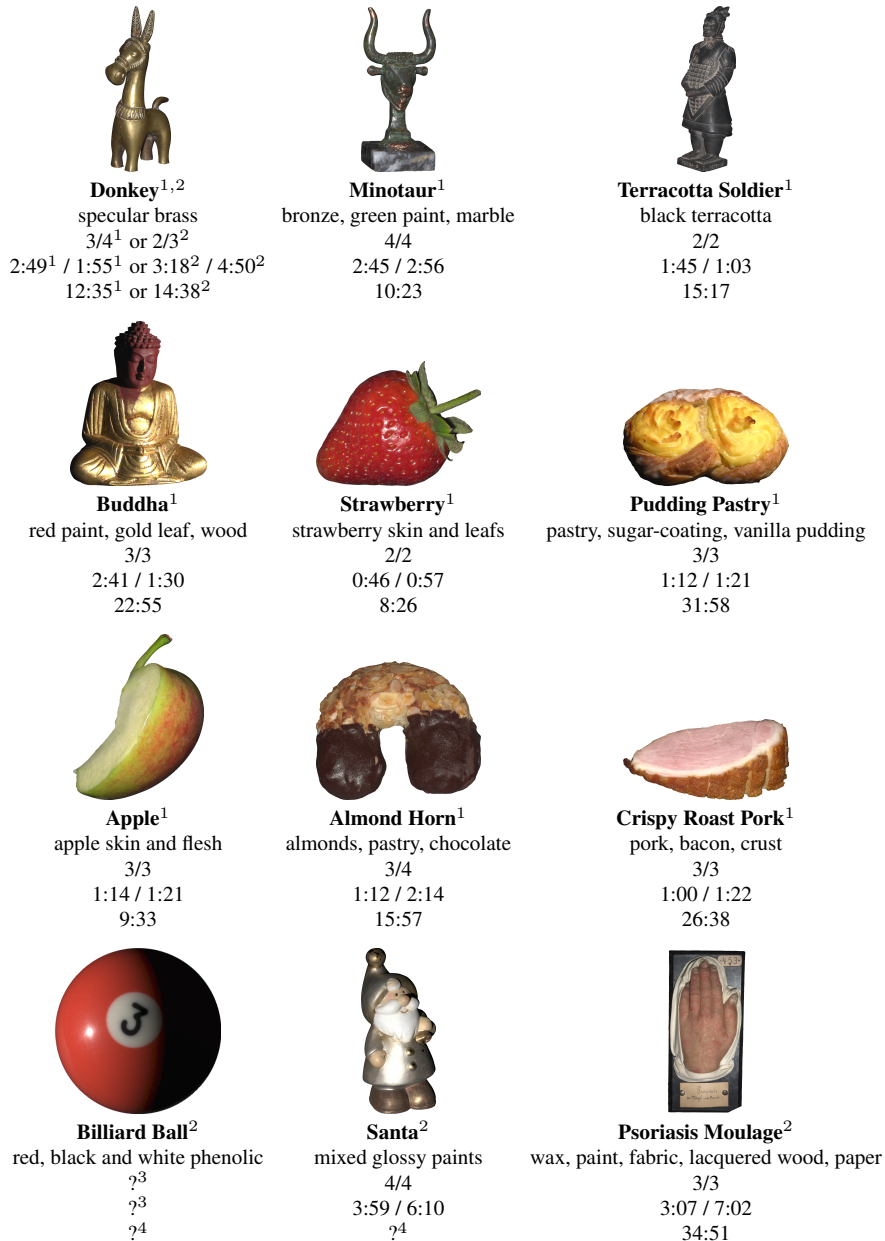 Donkey1,2
specular brass
3/41 or 2/32
2:491 / 1:551 or 3:182 / 4:502
12:351 or 14:382
Minotaur1
bronze, green paint, marble
4/4
2:45 / 2:56
10:23
Terracotta Soldier1
black terracotta
2/2
1:45 / 1:03
15:17
Buddha1
red paint, gold leaf, wood
3/3
2:41 / 1:30
22:55
Strawberry1
strawberry skin and leafs
2/2
0:46 / 0:57
8:26
Pudding Pastry1
pastry, sugar-coating, vanilla pudding
3/3
1:12 / 1:21
31:58
Apple1
apple skin and flesh
3/3
1:14 / 1:21
9:33
Almond Horn1
almonds, pastry, chocolate
3/4
1:12 / 2:14
15:57
Crispy Roast Pork1
pork, bacon, crust
3/3
1:00 / 1:22
26:38
3
Billiard Ball2
red, black and white phenolic
?3
?3
?4
Santa2
mixed glossy paints
4/4
3:59 / 6:10
?4
453
Psoriasis Moulage2
wax, paint, fabric, lacquered wood, paper
3/3
3:07 / 7:02
34:51